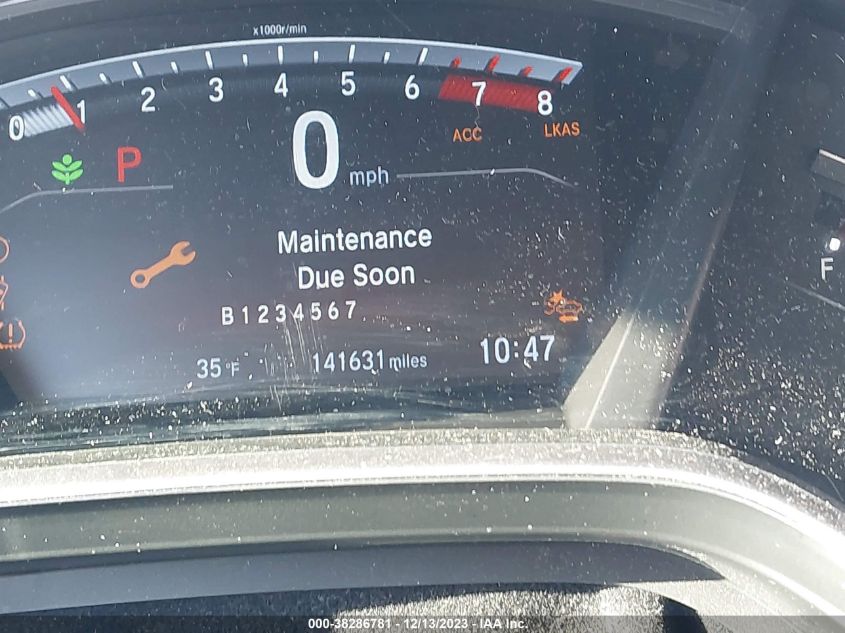 x1000r/min
0 1 2 3 4 5 6 7 8
ACC LKAS
P 0 mph
Maintenance
Due Soon
B1234567
35°F 141631 miles 10:47
F
000-38286781 - 12/13/2023 - IAA Inc.